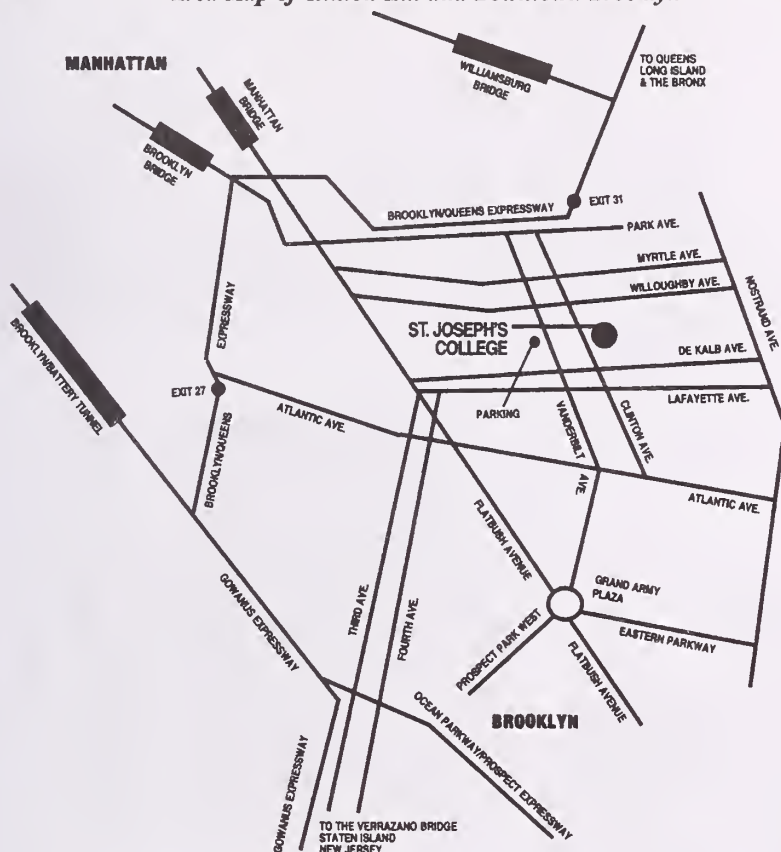 MANHATTAN
MANHATTAN
BRIDGE
WILLIAMSBURG
BRIDGE
TO QUEENS
LONG ISLAND
& THE BRONX
BROOKLYN
BRIDGE
BROOKLYN/QUEENS EXPRESSWAY
EXIT 31
PARK AVE.
MYRTLE AVE.
WILLOUGHBY AVE.
NOSTRAND AVE.
EXPRESSWAY
BROOKLYN/BATTERY TUNNEL
ST. JOSEPH'S
COLLEGE
DE KALB AVE.
EXIT 27
PARKING
LAFAYETTE AVE.
ATLANTIC AVE.
VANDERBILT
AVE.
CLINTON AVE.
BROOKLYN/QUEENS
ATLANTIC AVE.
FLATBUSH AVENUE
GOWANUS EXPRESSWAY
THIRD AVE.
FOURTH AVE.
GRAND ARMY
PLAZA
EASTERN PARKWAY
PROSPECT PARK WEST
FLATBUSH AVENUE
BROOKLYN
OCEAN PARKWAY/PROSPECT EXPRESSWAY
GOWANUS EXPRESSWAY
TO THE VERRAZANO BRIDGE
STATEN ISLAND
NEW JERSEY